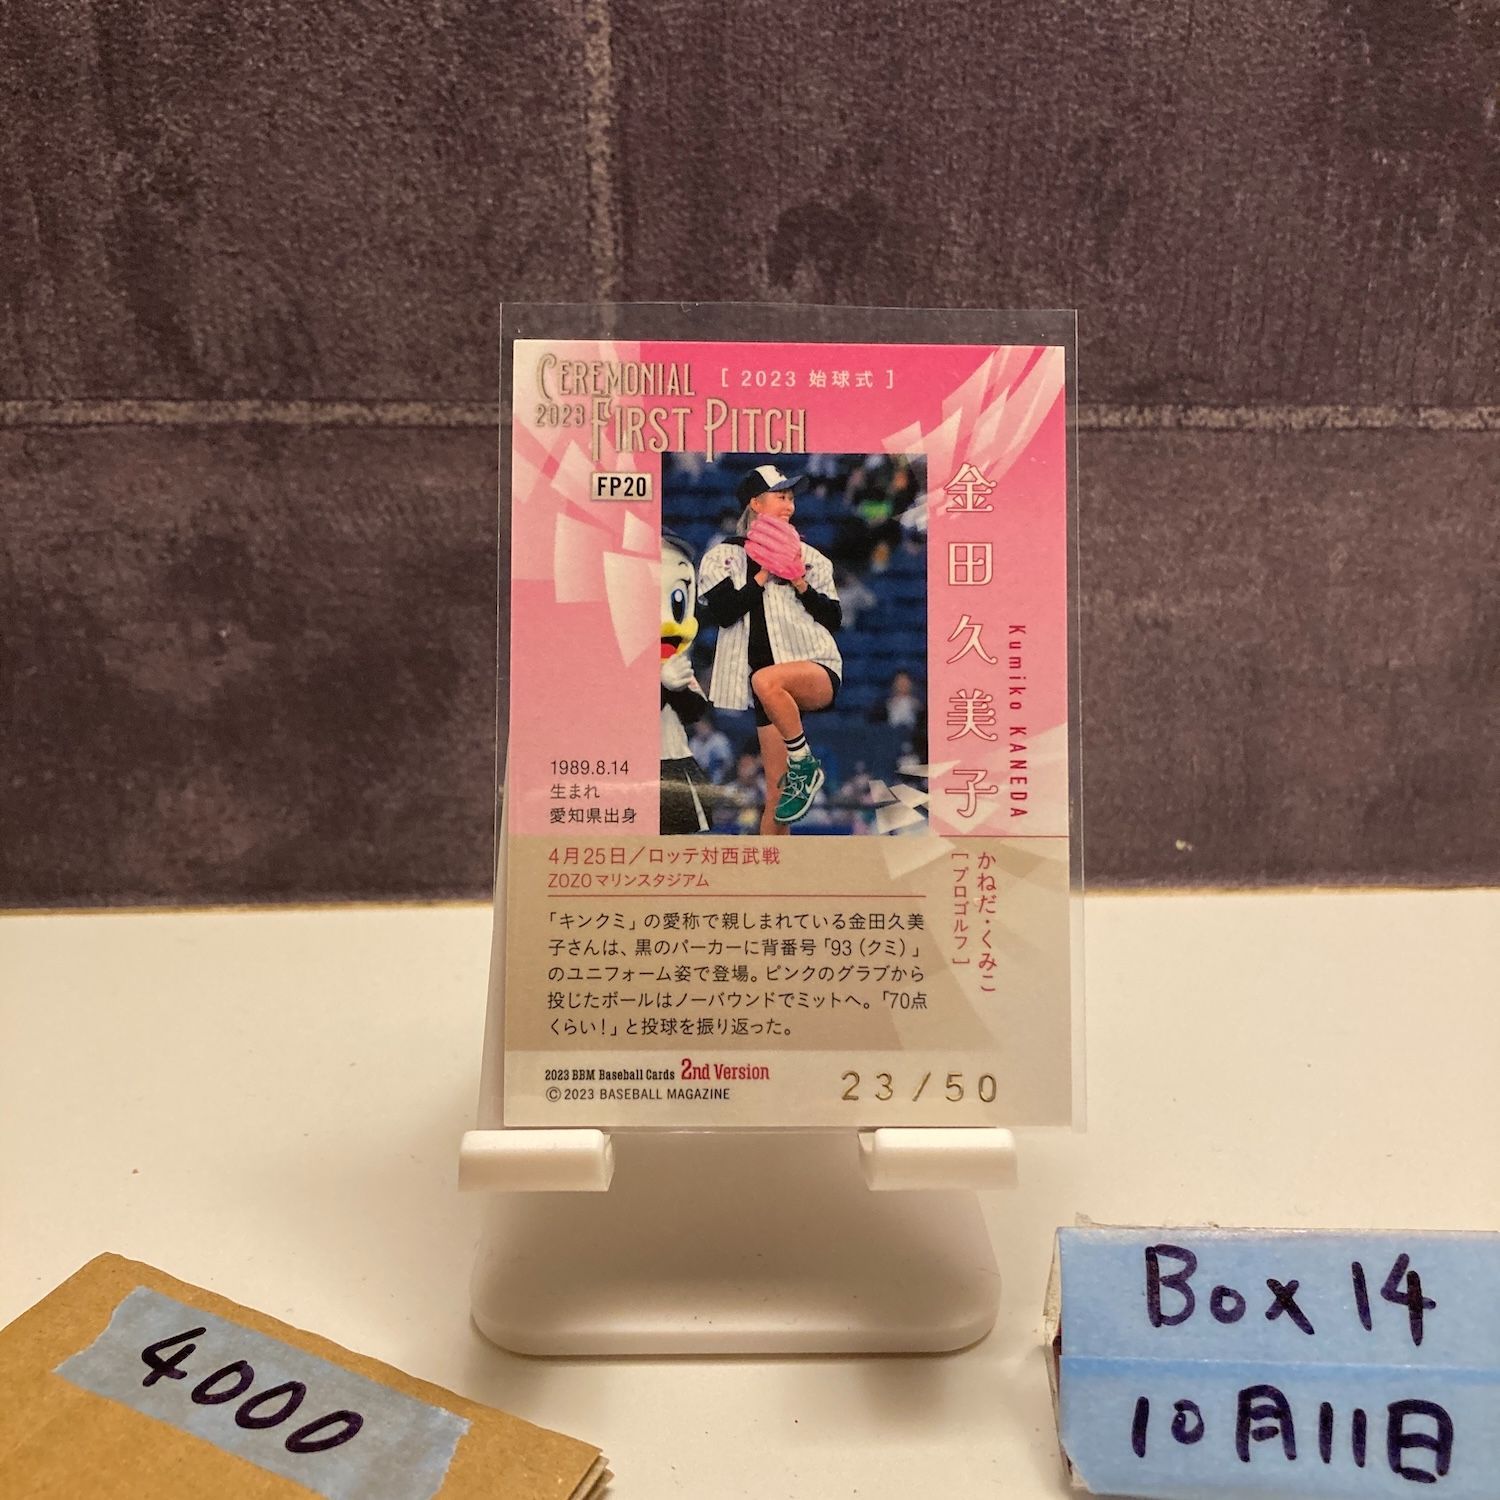 CEREMONIAL
2023 FIRST PITCH
[ 2023 始球式 ]
FP20
金田久美子
Kumiko KANEDA
かねだ・くみこ
[プロゴルフ]
1989.8.14
生まれ
愛知県出身
4月25日/ロッテ対西武戦
ZOZOマリンスタジアム
「キンクミ」の愛称で親しまれている金田久美
子さんは、黒のパーカーに背番号「93(クミ)」
のユニフォーム姿で登場。ピンクのグラブから
投じたボールはノーバウンドでミットへ。「70点
くらい!」と投球を振り返った。
2023 BBM Baseball Cards 2nd Version
©2023 BASEBALL MAGAZINE
23/50
4000
Box 14
10月11日